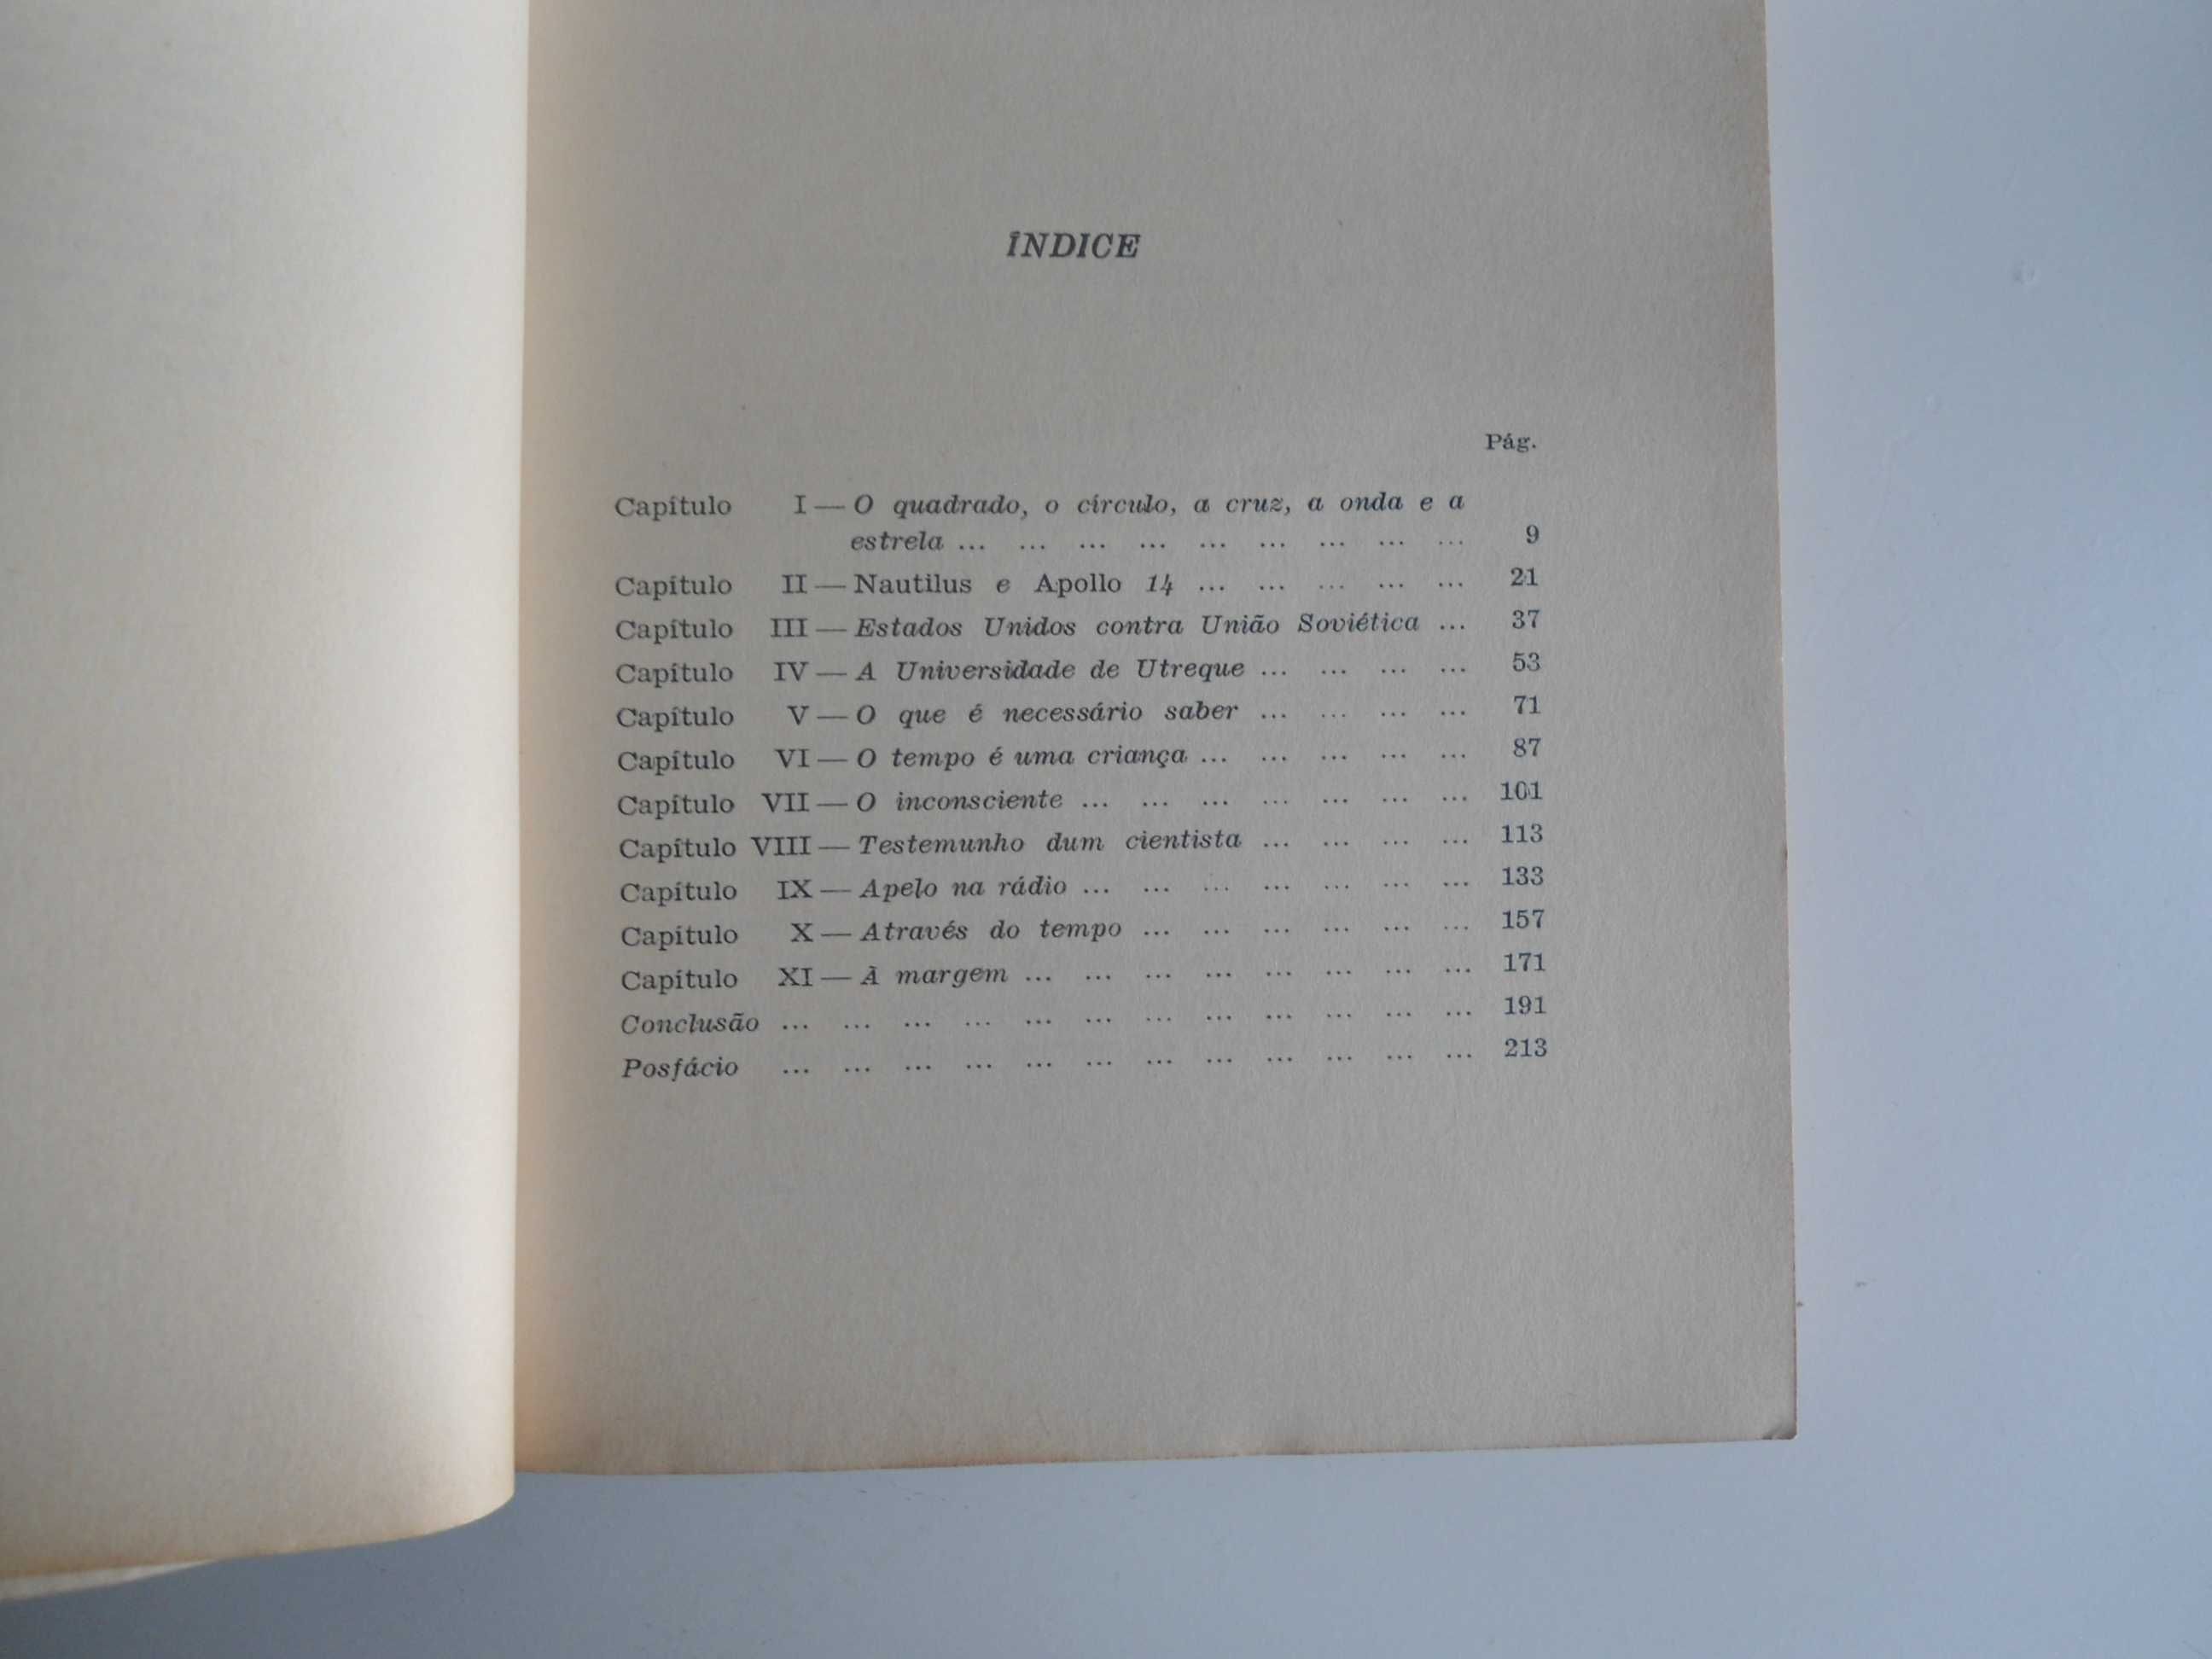 ÍNDICE
Pág.
Capítulo I — O quadrado, o círculo, a cruz, a onda e a
estrela ... ... ... ... ... ... ... ... ... 9
Capítulo II — Nautilus e Apollo 14 ... ... ... ... ... 21
Capítulo III — Estados Unidos contra União Soviética ... 37
Capítulo IV — A Universidade de Utreque ... ... ... ... 53
Capítulo V — O que é necessário saber ... ... ... ... 71
Capítulo VI — O tempo é uma criança ... ... ... ... ... 87
Capítulo VII — O inconsciente ... ... ... ... ... ... ... 101
Capítulo VIII — Testemunho dum cientista ... ... ... ... 113
Capítulo IX — Apelo na rádio ... ... ... ... ... ... ... 133
Capítulo X — Através do tempo ... ... ... ... ... ... 157
Capítulo XI — À margem ... ... ... ... ... ... ... ... 171
Conclusão ... ... ... ... ... ... ... ... ... ... ... ... 191
Posfácio ... ... ... ... ... ... ... ... ... ... ... ... 213